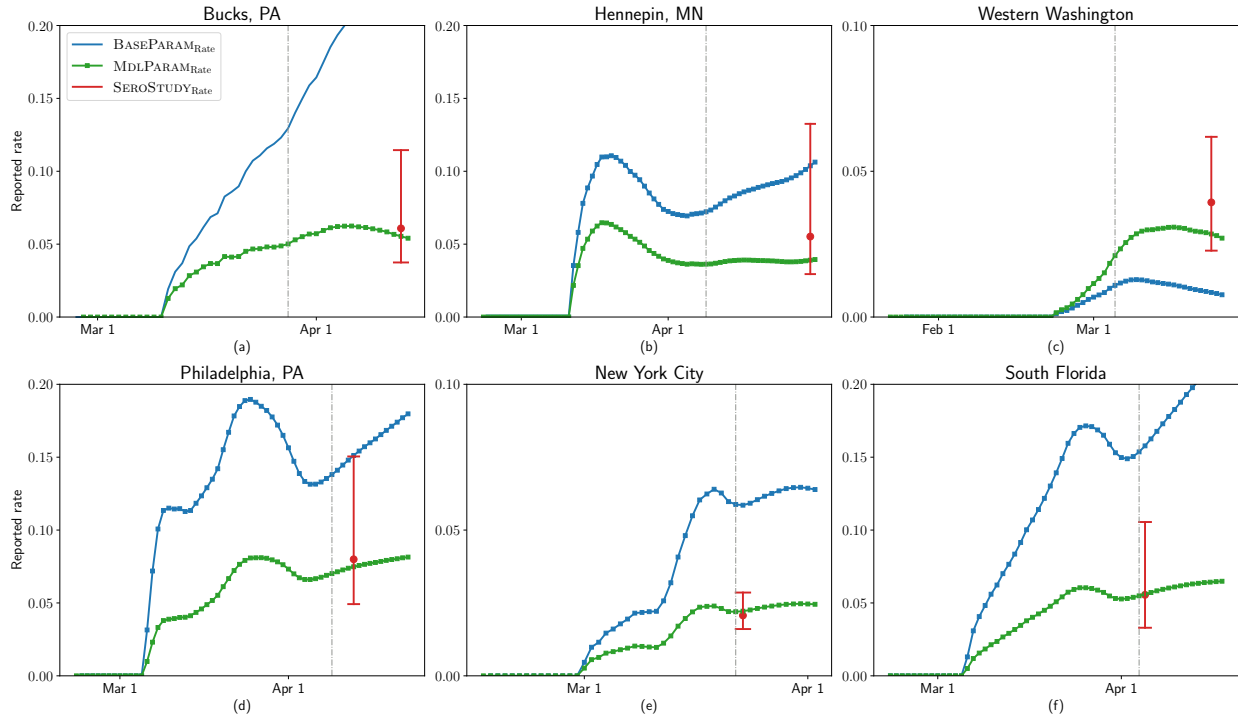 Bucks, PA
Hennepin, MN
Western Washington
Reported rate
0.20
0.15
0.10
0.05
0.00
BASEPARAM_Rate
MDLPARAM_Rate
SEROSTUDY_Rate
Mar 1
Apr 1
(a)
0.20
0.15
0.10
0.05
0.00
Mar 1
Apr 1
(b)
0.10
0.05
0.00
Feb 1
Mar 1
(c)
Philadelphia, PA
New York City
South Florida
Reported rate
0.20
0.15
0.10
0.05
0.00
Mar 1
Apr 1
(d)
0.10
0.05
0.00
Mar 1
Apr 1
(e)
0.20
0.15
0.10
0.05
0.00
Mar 1
Apr 1
(f)